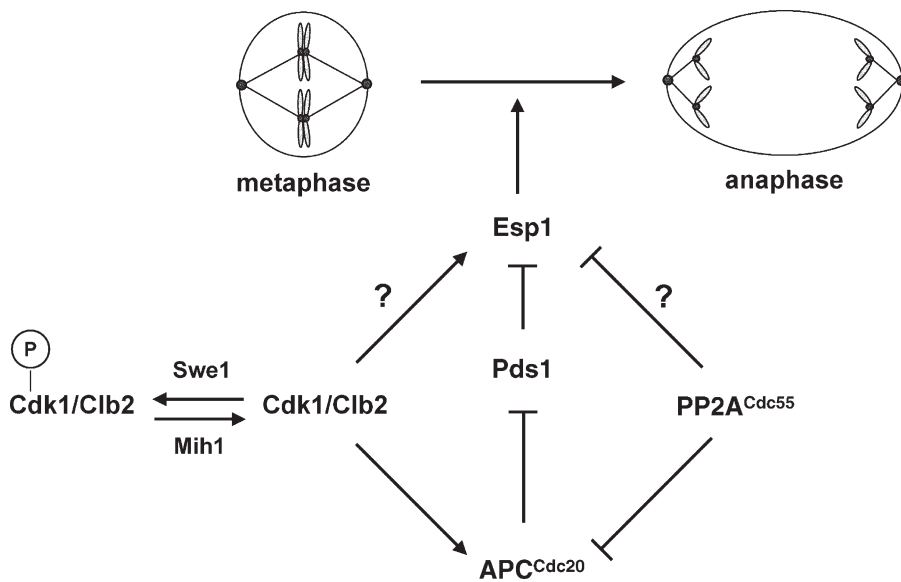 metaphase
anaphase
Esp1
?
?
P
Swe1
Pds1
Cdk1/Clb2
Cdk1/Clb2
PP2ACdc55
Mih1
APCCdc20